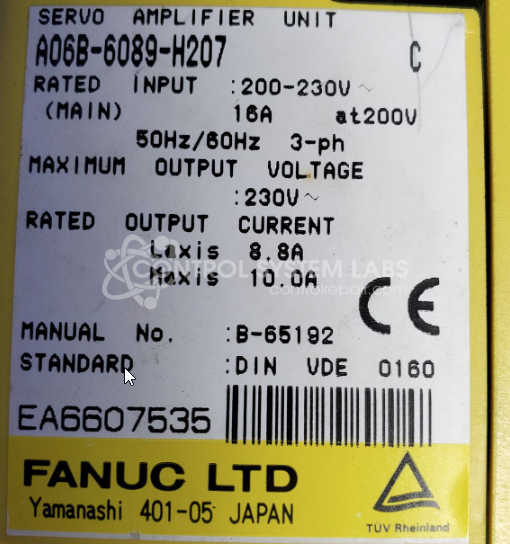 SERVO AMPLIFIER UNIT
A06B-6089-H207 C
RATED INPUT :200-230V~
(MAIN) 16A at200V
50Hz/60Hz 3-ph
MAXIMUM OUTPUT VOLTAGE
:230V~
RATED OUTPUT CURRENT
Laxis 8.8A
Maxis 10.0A
CONTROL SYSTEM LABS
controlrepair.com
CE
MANUAL No. :B-65192
STANDARD :DIN VDE 0160
EA6607535
FANUC LTD
Yamanashi 401-05 JAPAN
TÜV Rheinland